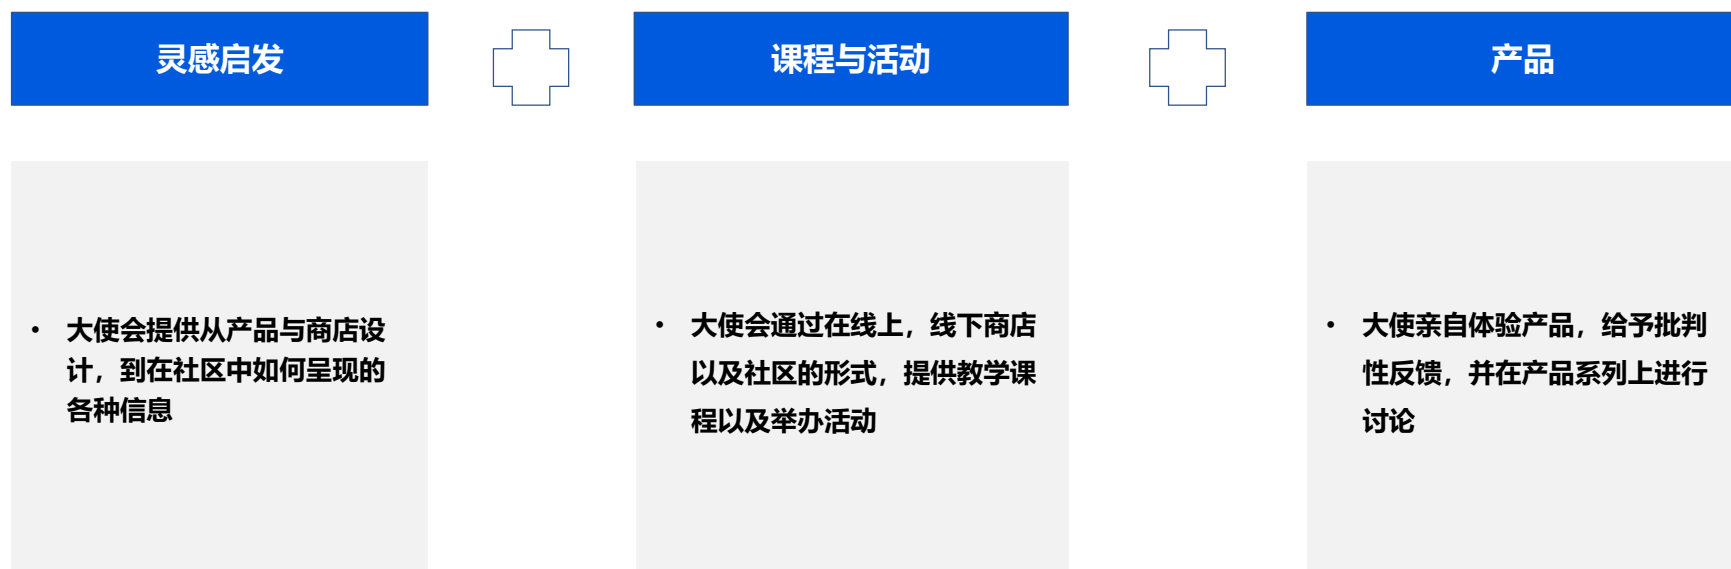 灵感启发
课程与活动
产品
• 大使会提供从产品与商店设
计，到在社区中如何呈现的
各种信息
• 大使会通过在线上，线下商店
以及社区的形式，提供教学课
程以及举办活动
• 大使亲自体验产品，给予批判
性反馈，并在产品系列上进行
讨论